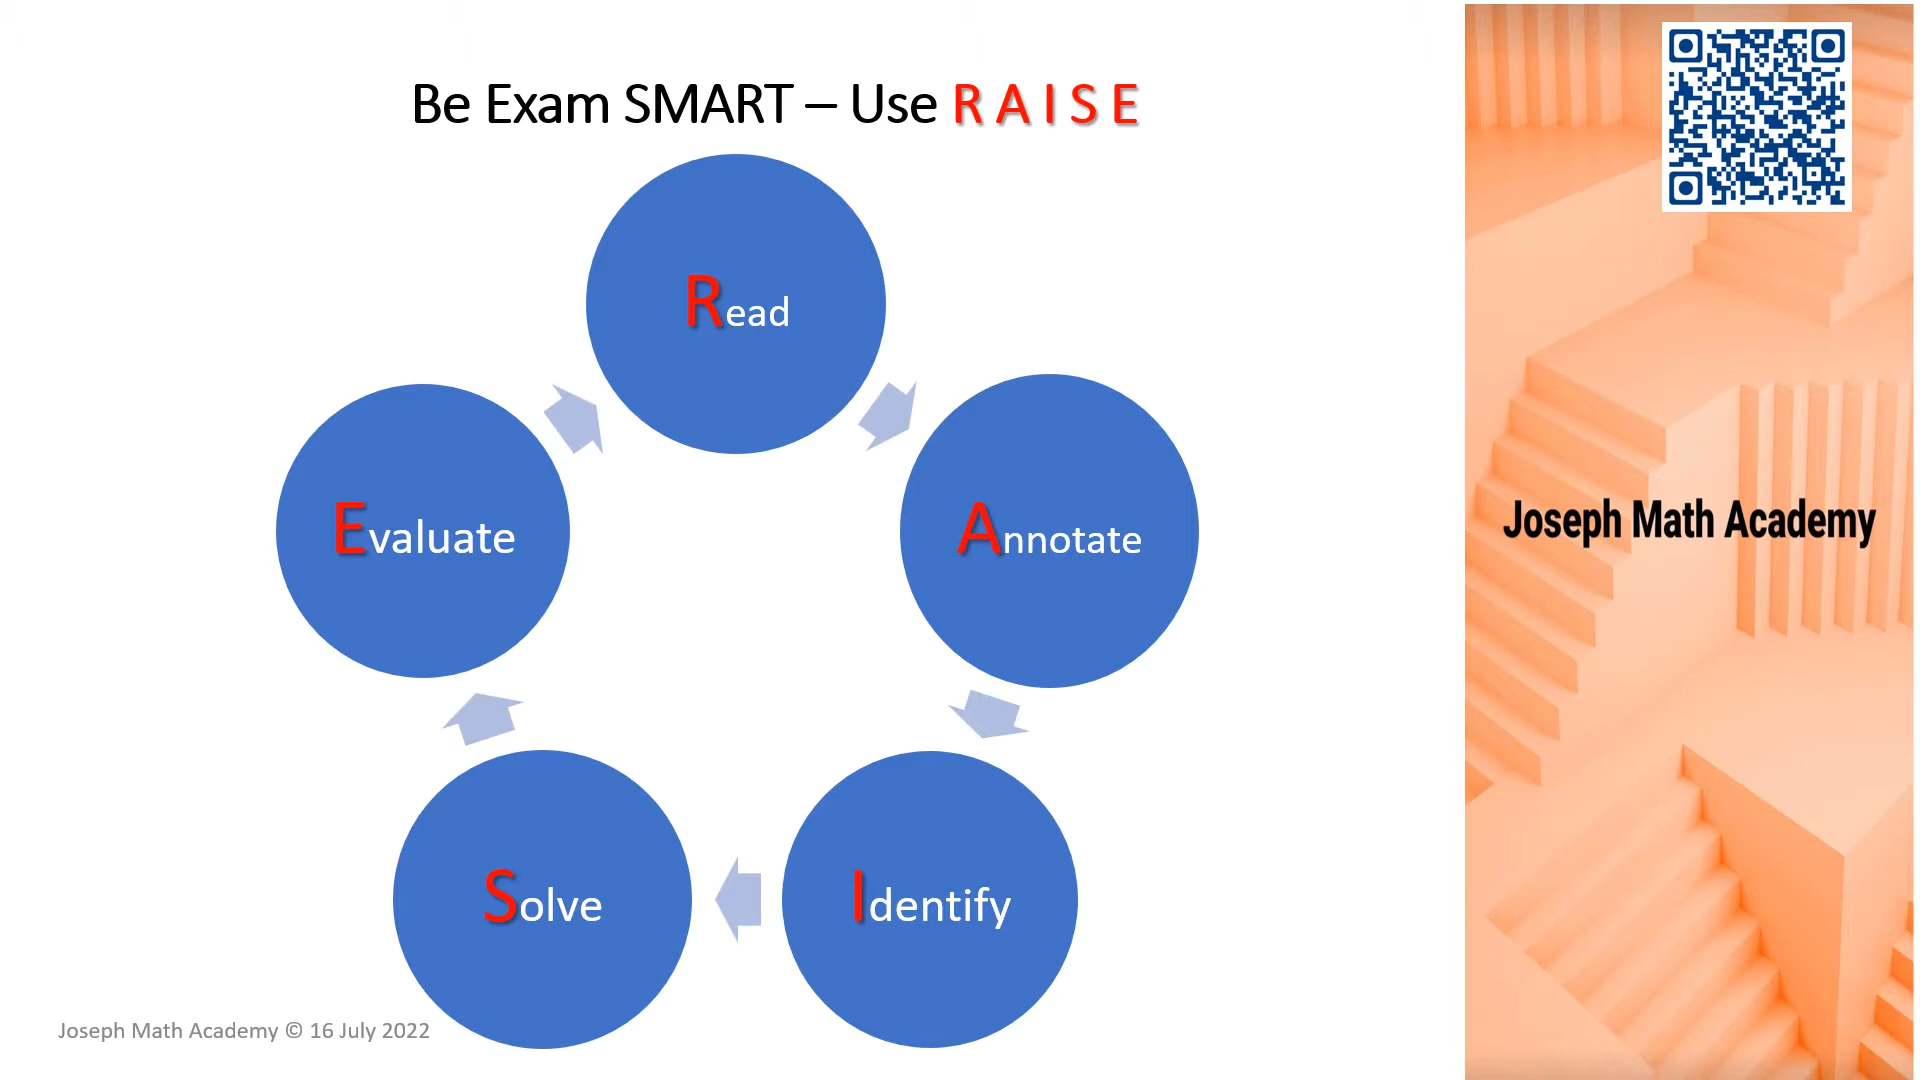 Be Exam SMART – Use R A I S E
Read
Annotate
Identify
Solve
Evaluate
Joseph Math Academy
Joseph Math Academy © 16 July 2022